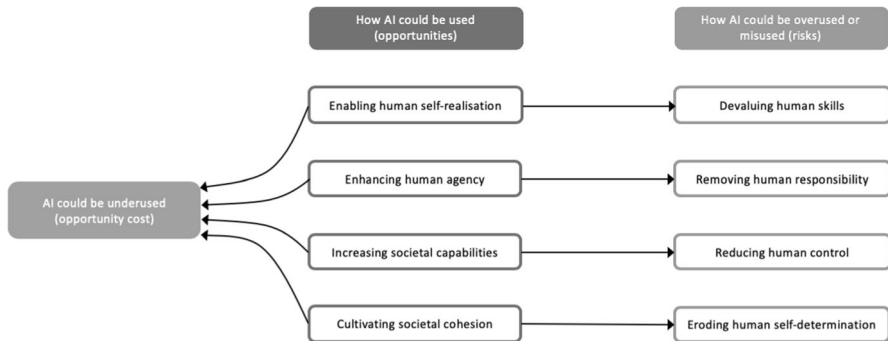 How AI could be used
(opportunities)
How AI could be overused or
misused (risks)
Enabling human self-realisation
Devaluing human skills
Enhancing human agency
Removing human responsibility
AI could be underused
(opportunity cost)
Increasing societal capabilities
Reducing human control
Cultivating societal cohesion
Eroding human self-determination